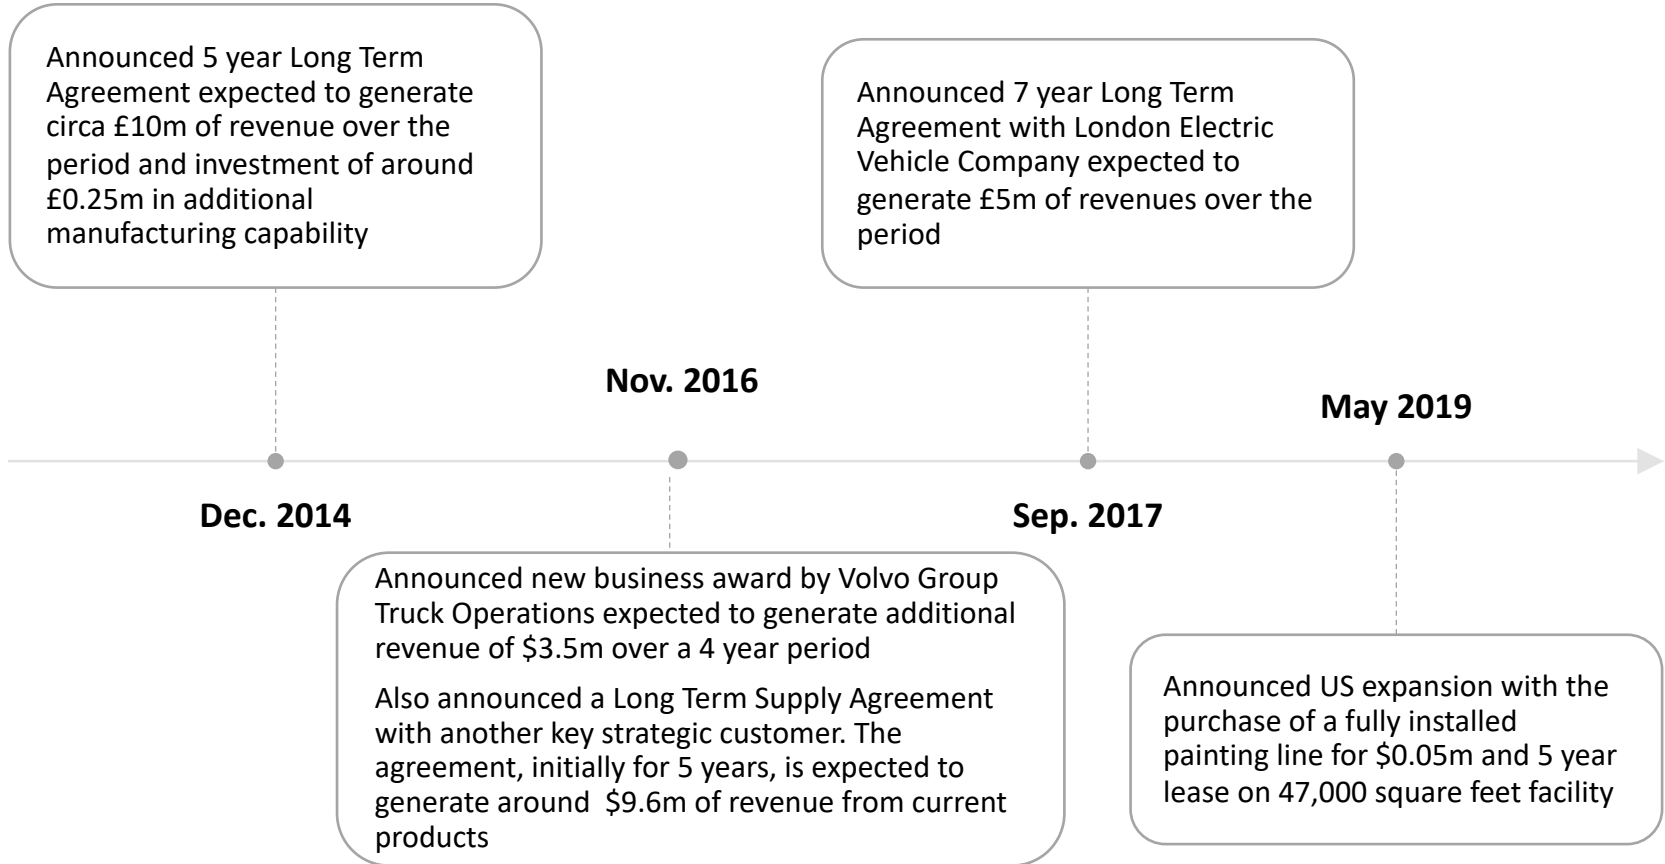 Announced 5 year Long Term
Agreement expected to generate
circa £10m of revenue over the
period and investment of around
£0.25m in additional
manufacturing capability
Announced 7 year Long Term
Agreement with London Electric
Vehicle Company expected to
generate £5m of revenues over the
period
Nov. 2016
May 2019
Dec. 2014
Sep. 2017
Announced new business award by Volvo Group
Truck Operations expected to generate additional
revenue of $3.5m over a 4 year period
Also announced a Long Term Supply Agreement
with another key strategic customer. The
agreement, initially for 5 years, is expected to
generate around  $9.6m of revenue from current
products
Announced US expansion with the
purchase of a fully installed
painting line for $0.05m and 5 year
lease on 47,000 square feet facility